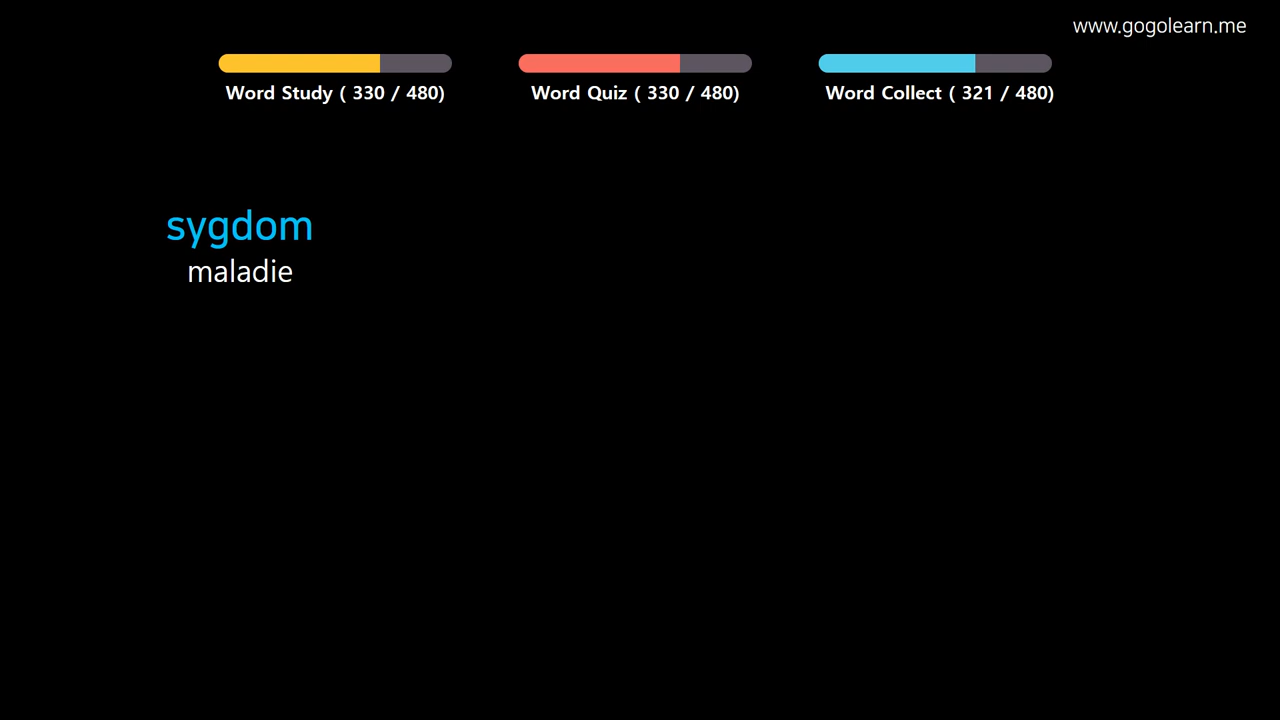 www.gogolearn.me
Word Study ( 330 / 480)
Word Quiz ( 330 / 480)
Word Collect ( 321 / 480)
sygdom
maladie